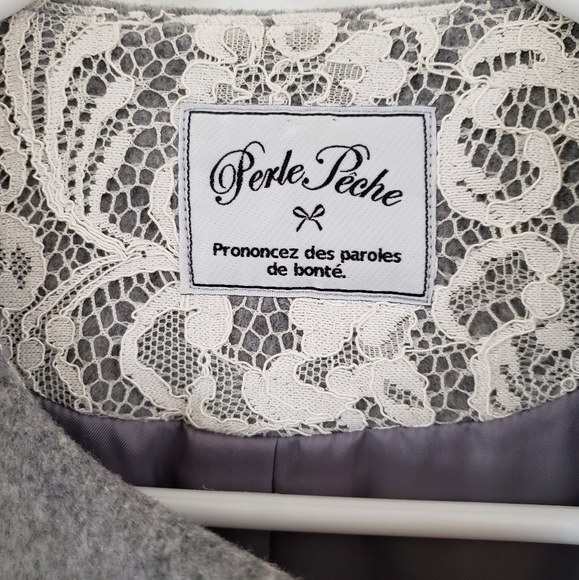 Perle Pêche
Prononcez des paroles
de bonté.